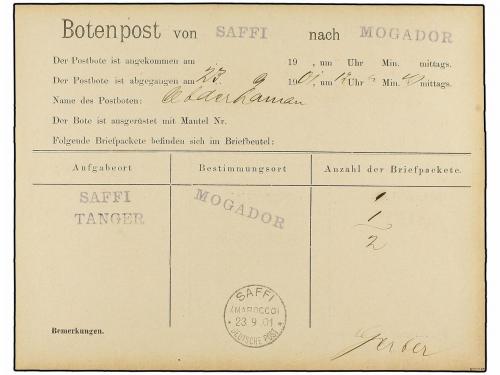 Botenpost von SAFFI nach MOGADOR
Der Postbote ist angekommen am 19 , um Uhr Min. mittags.
Der Postbote ist abgegangen am 23. 9 1901, um 12 Uhr Min. mittags.
Name des Postboten: Abderhaman
Der Bote ist ausgerüstet mit Mantel Nr.
Folgende Briefpackete befinden sich im Briefbeutel:
Aufgabeort Bestimmungsort Anzahl der Briefpackete.
SAFFI MOGADOR 1
TANGER 1
2
SAFFI
(MAROCCO)
23.9.01
* DEUTSCHE POST *
Bemerkungen.
Gerber